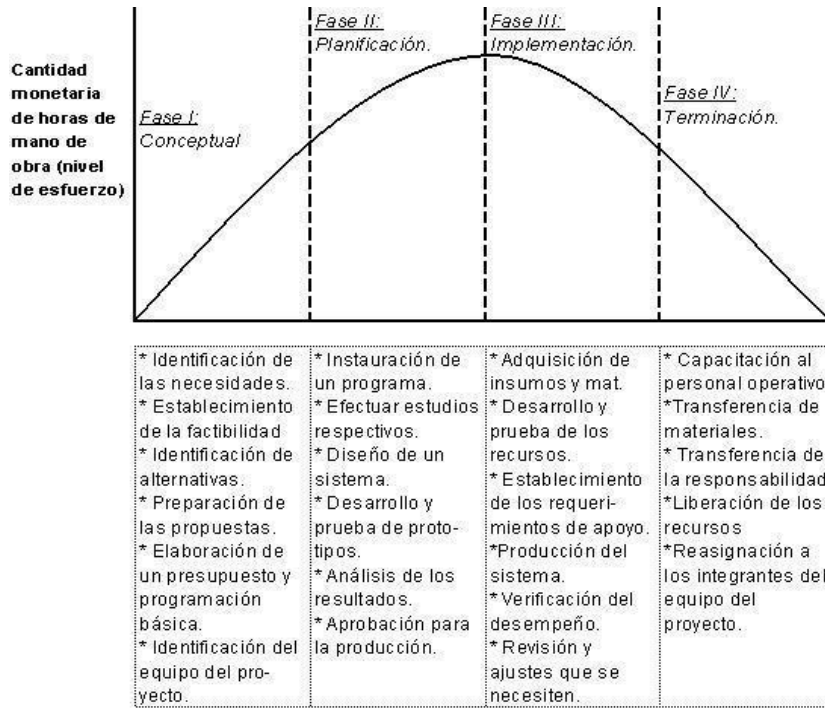 Cantidad
monetaria
de horas de
mano de
obra (nivel
de esfuerzo)
Fase I:
Conceptual
Fase II:
Planificación.
Fase III:
Implementación.
Fase IV:
Terminación.
* Identificación de
las necesidades.
* Establecimiento
de la factibilidad
* Identificación de
alternativas.
* Preparación de
las propuestas.
* Elaboración de
un presupuesto y
programación
básica.
* Identificación del
equipo del pro-
yecto.
* Instauración de
un programa.
* Efectuar estudios
respectivos.
* Diseño de un
sistema.
* Desarrollo y
prueba de proto-
tipos.
* Análisis de los
resultados.
* Aprobación para
la producción.
* Adquisición de
insumos y mat.
* Desarrollo y
prueba de los
recursos.
* Establecimiento
de los requeri-
mientos de apoyo.
*Producción del
sistema.
* Verificación del
desempeño.
* Revisión y
ajustes que se
necesiten.
* Capacitación al
personal operativo
*Transferencia de
materiales.
* Transferencia de
la responsabilidad
*Liberación de los
recursos
*Reasignación a
los integrantes del
equipo del
proyecto.